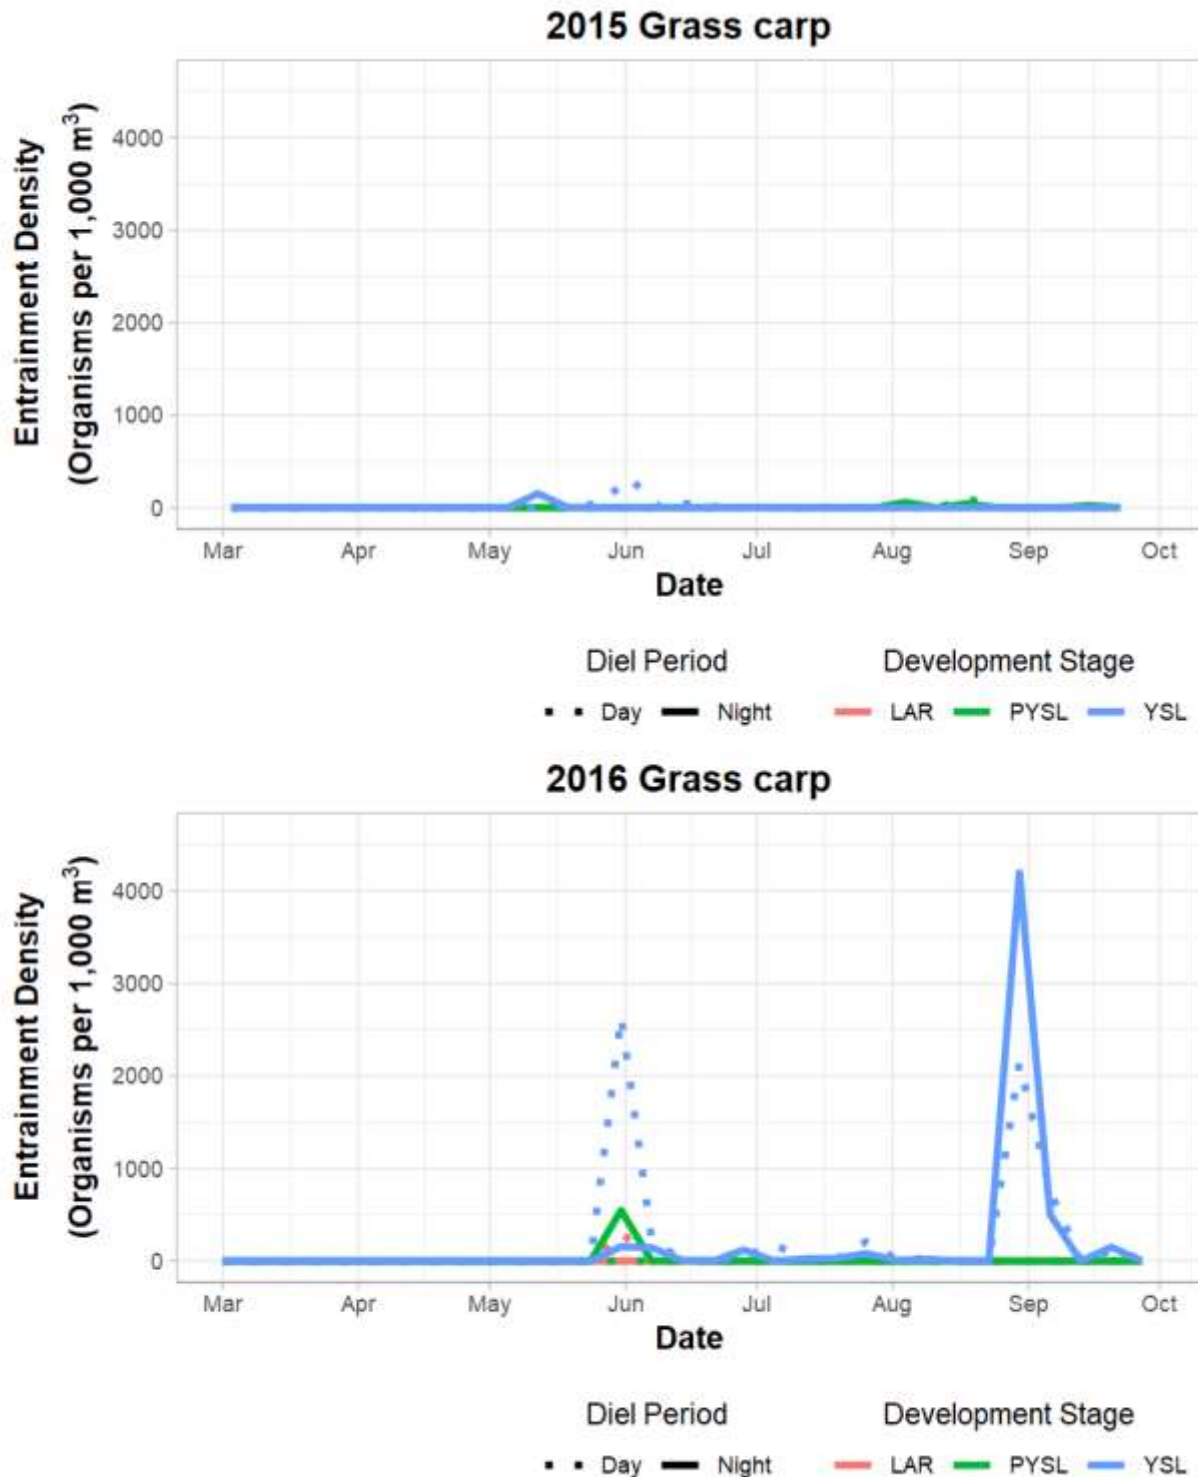 2015 Grass carp
Entrainment Density
(Organisms per 1,000 m³)
4000
3000
2000
1000
0
Mar Apr May Jun Jul Aug Sep Oct
Date
Diel Period Development Stage
Day Night LAR PYSL YSL
2016 Grass carp
Entrainment Density
(Organisms per 1,000 m³)
4000
3000
2000
1000
0
Mar Apr May Jun Jul Aug Sep Oct
Date
Diel Period Development Stage
Day Night LAR PYSL YSL